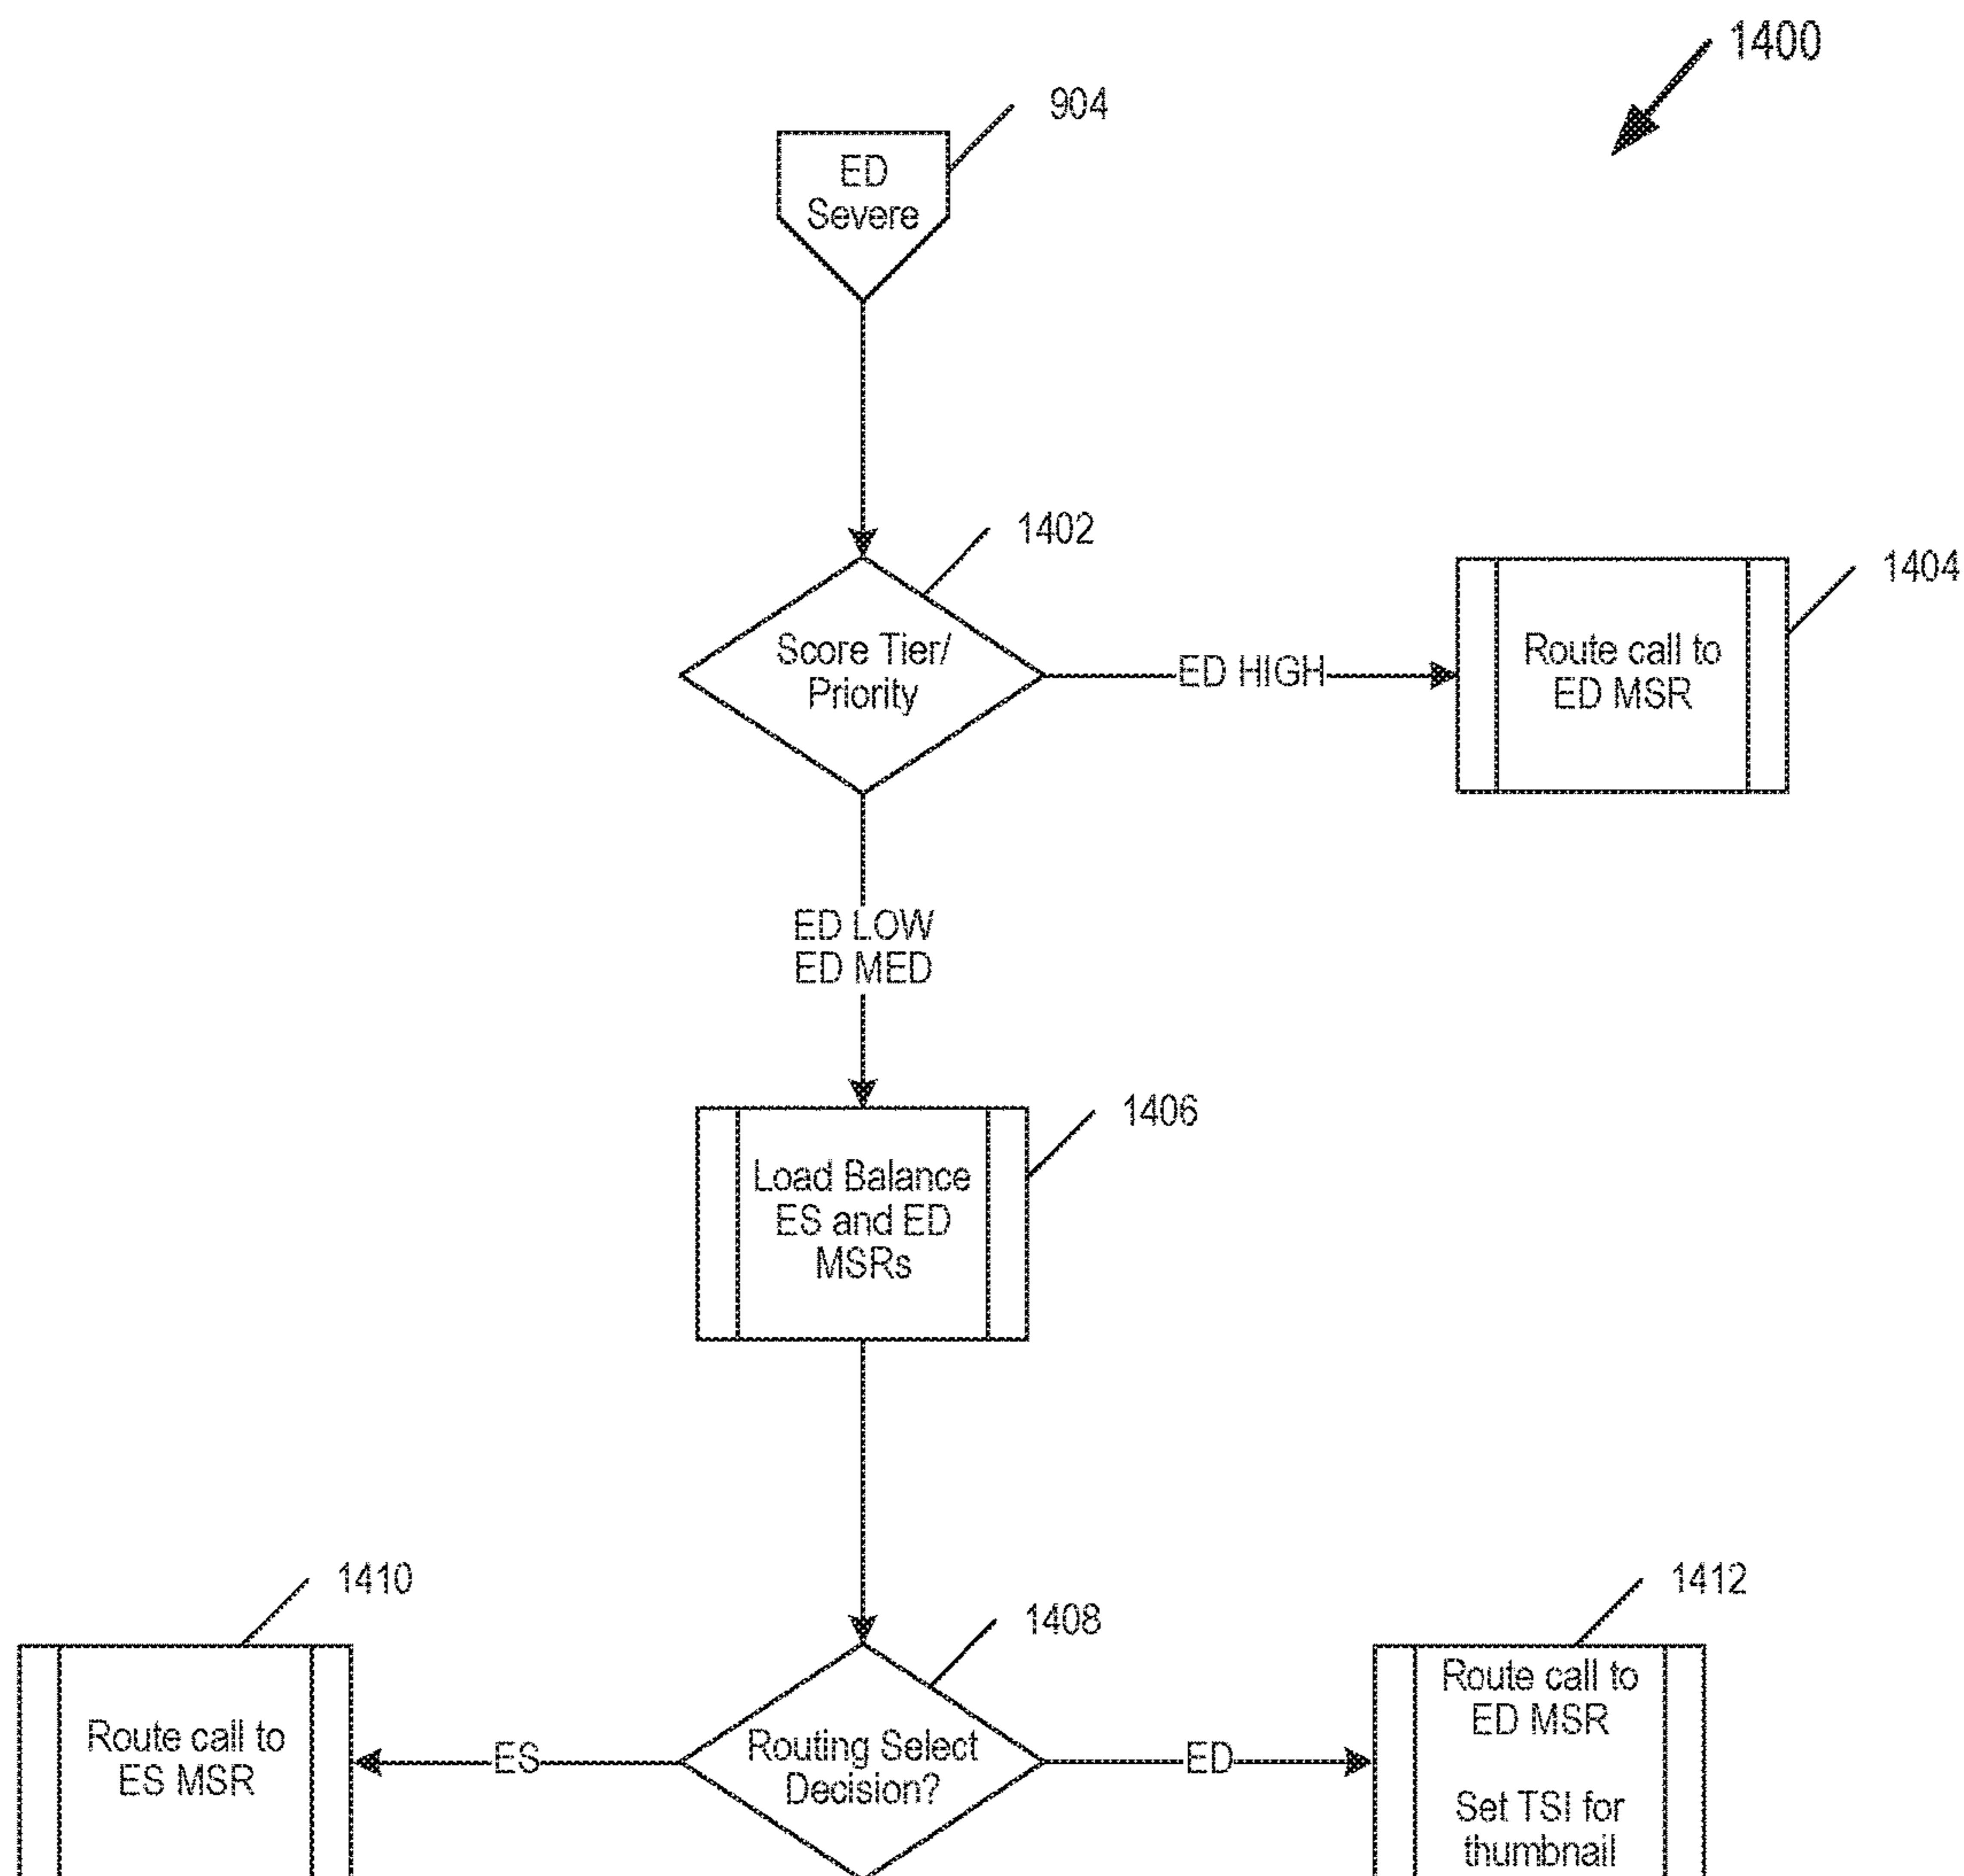 1400
904
ED
Severe
1402
Score Tier/
Priority
ED HIGH
1404
Route call to
ED MSR
ED LOW
ED MED
1406
Load Balance
ES and ED
MSRs
1410
1408
1412
Route call to
ES MSR
ES
Routing Select
Decision?
ED
Route call to
ED MSR
Set TSI for
thumbnail